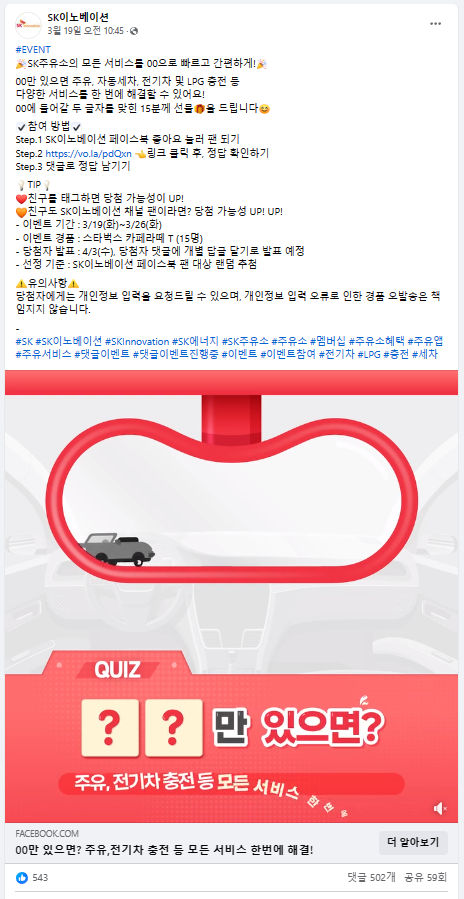 SK이노베이션
3월 19일 오전 10:45
#EVENT
🎉SK주유소의 모든 서비스를 00으로 빠르고 간편하게!🎉
00만 있으면 주유, 자동세차, 전기차 및 LPG 충전 등
다양한 서비스를 한 번에 해결할 수 있어요!
00에 들어갈 두 글자를 맞힌 15분께 선물🎁을 드립니다😊
✔참여 방법✔
Step.1 SK이노베이션 페이스북 좋아요 눌러 팬 되기
Step.2 https://vo.la/pdQxn 👈링크 클릭 후, 정답 확인하기
Step.3 댓글로 정답 남기기
💡TIP💡
❤친구를 태그하면 당첨 가능성이 UP!
🧡친구도 SK이노베이션 채널 팬이라면? 당첨 가능성 UP! UP!
- 이벤트 기간 : 3/19(화)~3/26(화)
- 이벤트 경품 : 스타벅스 카페라떼 T (15명)
- 당첨자 발표 : 4/3(수), 당첨자 댓글에 개별 답글 달기로 발표 예정
- 선정 기준 : SK이노베이션 페이스북 팬 대상 랜덤 추첨
⚠유의사항⚠
당첨자에게는 개인정보 입력을 요청드릴 수 있으며, 개인정보 입력 오류로 인한 경품 오발송은 책
임지지 않습니다.
-
#SK #SK이노베이션 #SKInnovation #SK에너지 #SK주유소 #주유소 #멤버십 #주유소혜택 #주유앱
#주유서비스 #댓글이벤트 #댓글이벤트진행중 #이벤트 #이벤트참여 #전기차 #LPG #충전 #세차
QUIZ
? ? 만 있으면?
주유, 전기차 충전 등 모든 서비스 한 번에
FACEBOOK.COM
00만 있으면? 주유,전기차 충전 등 모든 서비스 한번에 해결!
더 알아보기
543
댓글 502개 공유 59회